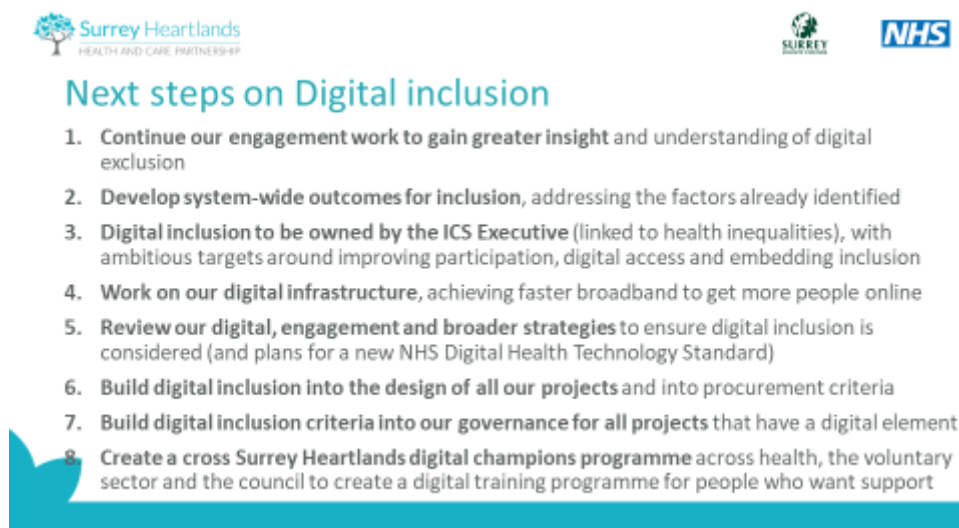 Surrey Heartlands
HEALTH AND CARE PARTNERSHIP
SURREY
NHS
Next steps on Digital inclusion
1. Continue our engagement work to gain greater insight and understanding of digital
exclusion
2. Develop system-wide outcomes for inclusion, addressing the factors already identified
3. Digital inclusion to be owned by the ICS Executive (linked to health inequalities), with
ambitious targets around improving participation, digital access and embedding inclusion
4. Work on our digital infrastructure, achieving faster broadband to get more people online
5. Review our digital, engagement and broader strategies to ensure digital inclusion is
considered (and plans for a new NHS Digital Health Technology Standard)
6. Build digital inclusion into the design of all our projects and into procurement criteria
7. Build digital inclusion criteria into our governance for all projects that have a digital element
8. Create a cross Surrey Heartlands digital champions programme across health, the voluntary
sector and the council to create a digital training programme for people who want support